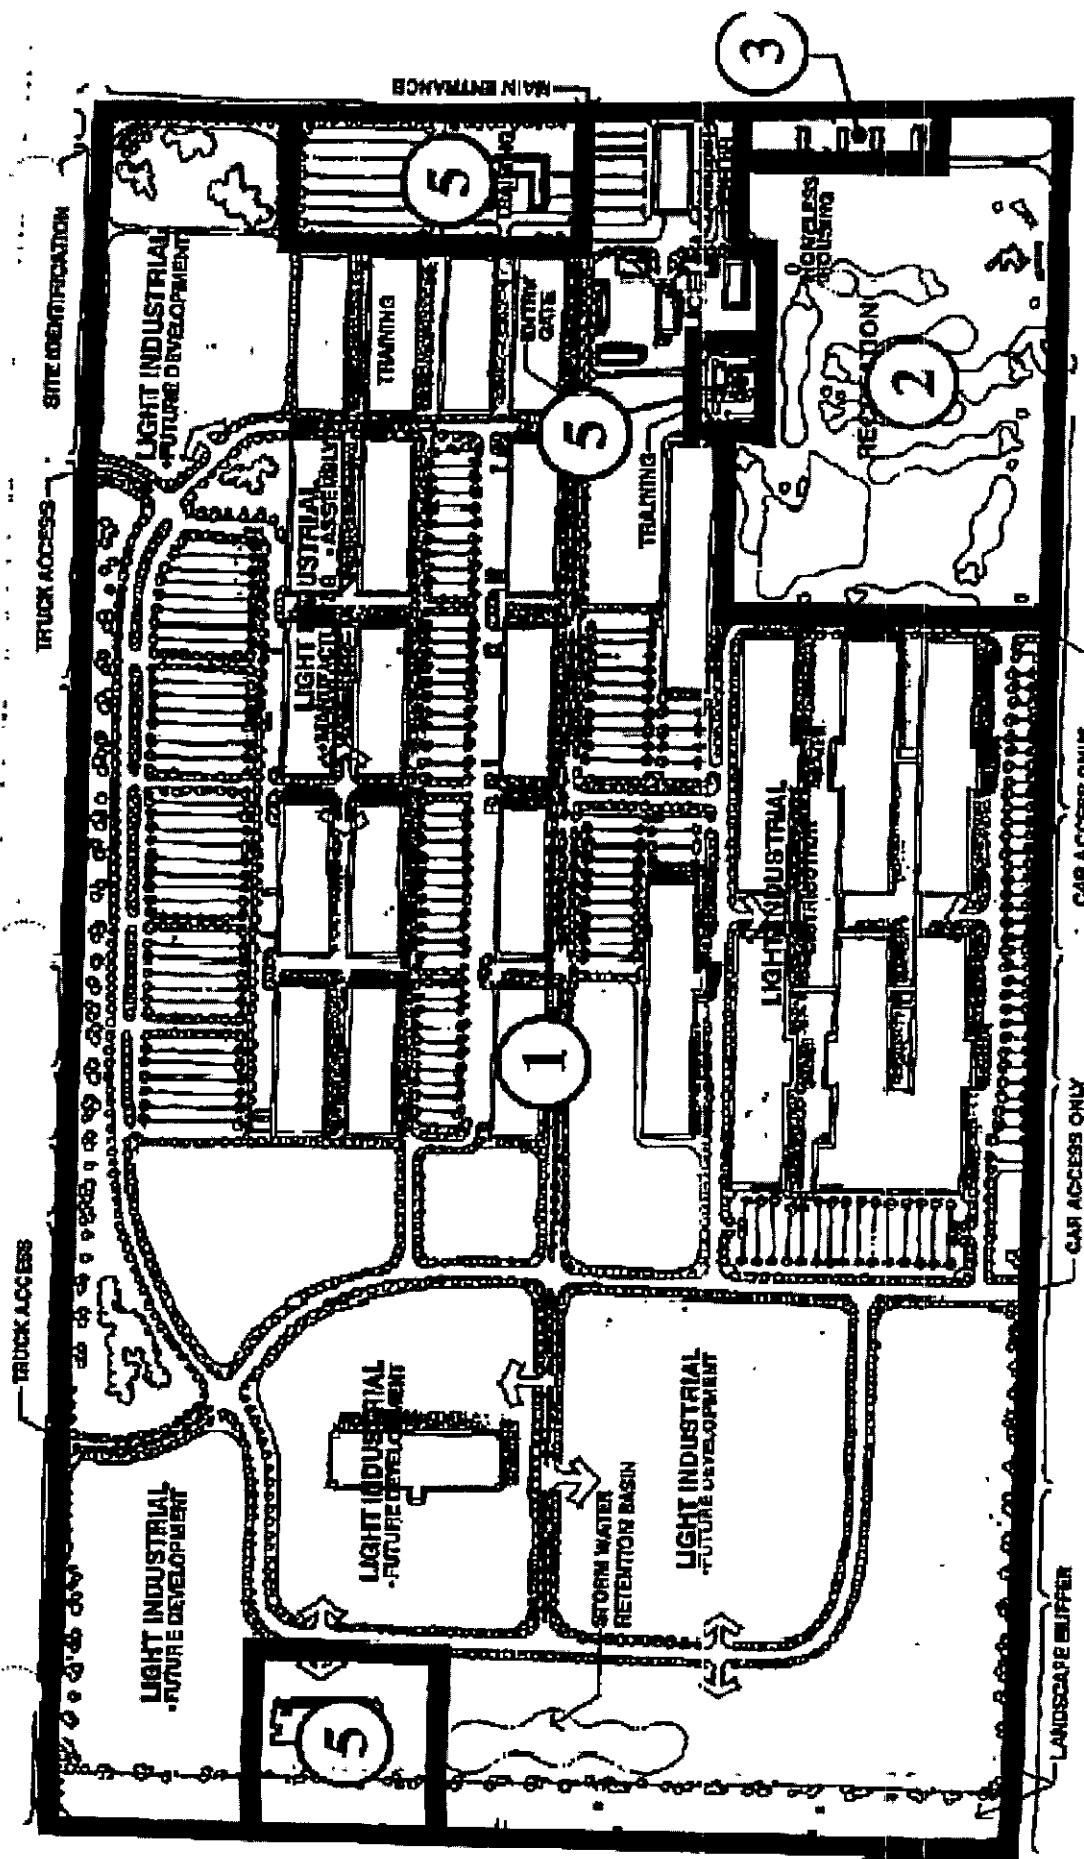 MAIN ENTRANCE
3
SITE IDENTIFICATION
TRUCK ACCESS
TRUCK ACCESS
LIGHT INDUSTRIAL
-FUTURE DEVELOPMENT
5
TRAINING
TRAINING
ENTRY
GATE
HOMELESS
HOUSING
RECREATION
2
5
TRAINING
LIGHT INDUSTRIAL
- ASSEMBLY
LIGHT INDUSTRIAL
1
CAR ACCESS ONLY
CAR ACCESS ONLY
LIGHT INDUSTRIAL
-FUTURE DEVELOPMENT
LIGHT INDUSTRIAL
-FUTURE DEVELOPMENT
LIGHT INDUSTRIAL
-FUTURE DEVELOPMENT
STORM WATER
RETENTION BASIN
5
LANDSCAPE BUFFER